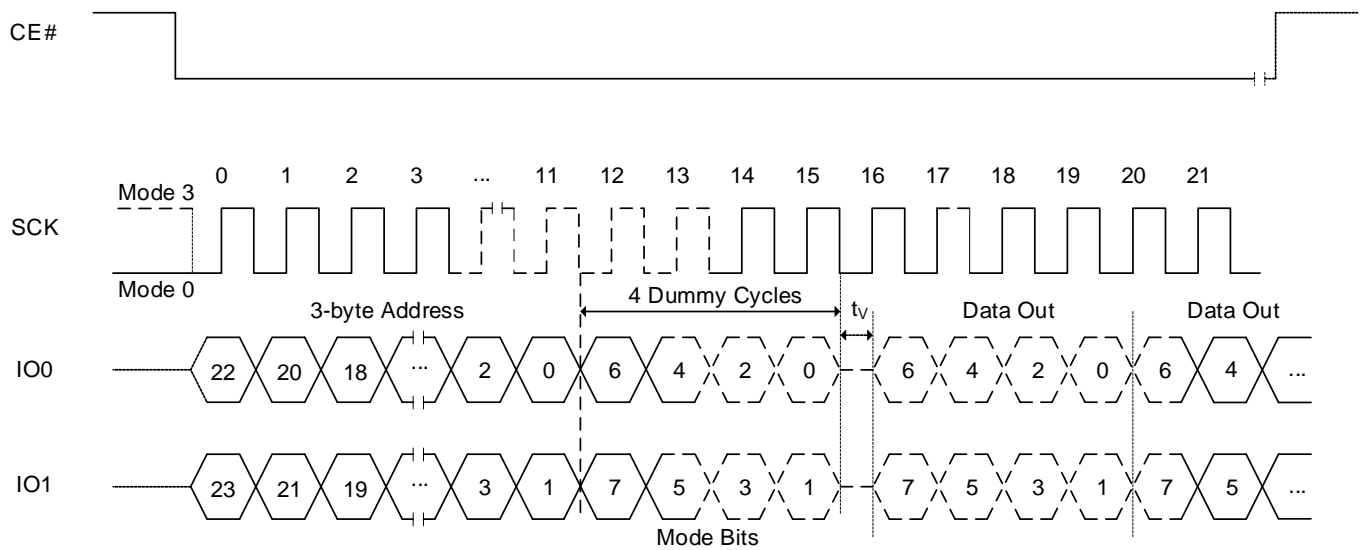 CE#
0 1 2 3 ... 11 12 13 14 15 16 17 18 19 20 21
Mode 3
SCK
Mode 0
4 Dummy Cycles
3-byte Address tV Data Out Data Out
IO0 22 20 18 ... 2 0 6 4 2 0 6 4 2 0 6 4 ...
IO1 23 21 19 ... 3 1 7 5 3 1 7 5 3 1 7 5 ...
Mode Bits